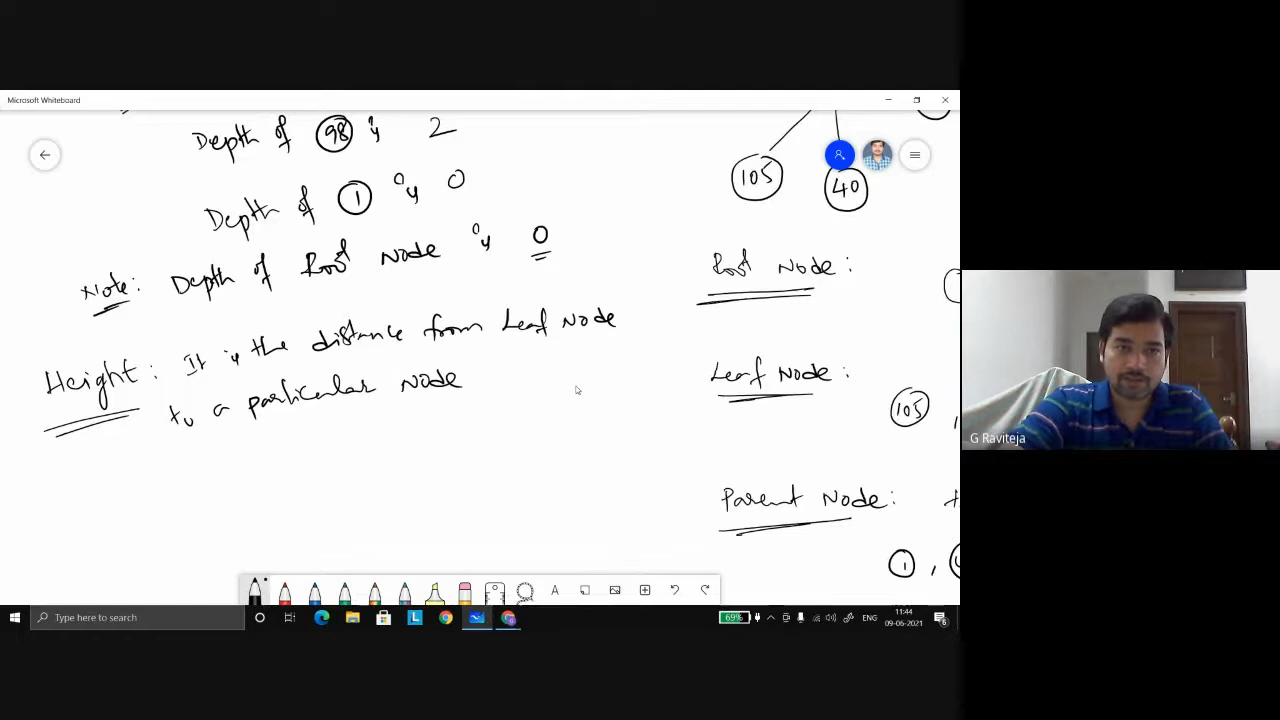 Microsoft Whiteboard
Depth of 98 is 2
Depth of 1 is 0
Note: Depth of Root Node is 0
Height: It is the distance from Leaf Node
to a particular Node
105
40
Root Node:
Leaf Node:
105 ,
Parent Node:
1 ,
G Raviteja
Type here to search
69%
ENG
11:44
09-06-2021
6